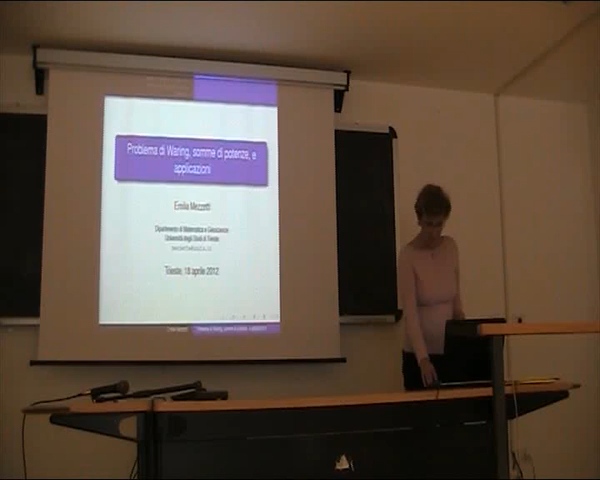 Problema di Waring, somme di potenze, e
applicazioni
Emilia Mezzetti
Dipartimento di Matematica e Geoscienze
Università degli Studi di Trieste
Trieste, 18 aprile 2012